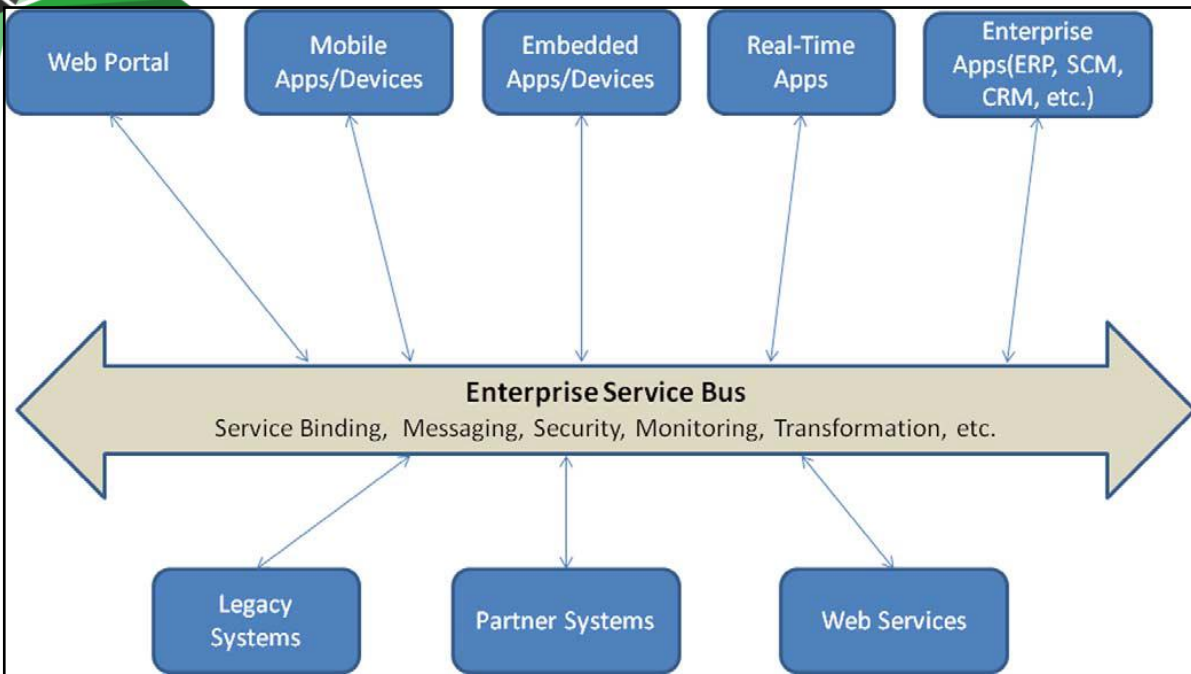 Web Portal
Mobile
Apps/Devices
Embedded
Apps/Devices
Real-Time
Apps
Enterprise
Apps(ERP, SCM,
CRM, etc.)
Enterprise Service Bus
Service Binding, Messaging, Security, Monitoring, Transformation, etc.
Legacy
Systems
Partner Systems
Web Services